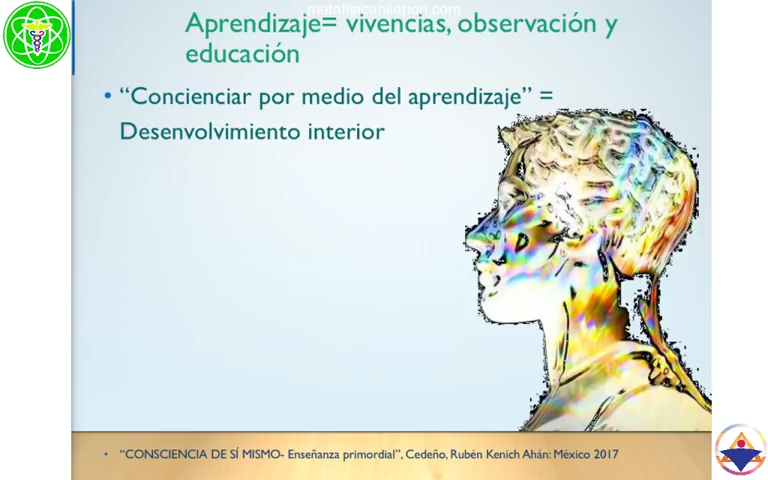 metafisicahilarion.com
Aprendizaje= vivencias, observación y
educación
• “Concienciar por medio del aprendizaje” =
Desenvolvimiento interior
• “CONSCIENCIA DE SÍ MISMO- Enseñanza primordial”, Cedeño, Rubén Kenich Ahán: México 2017